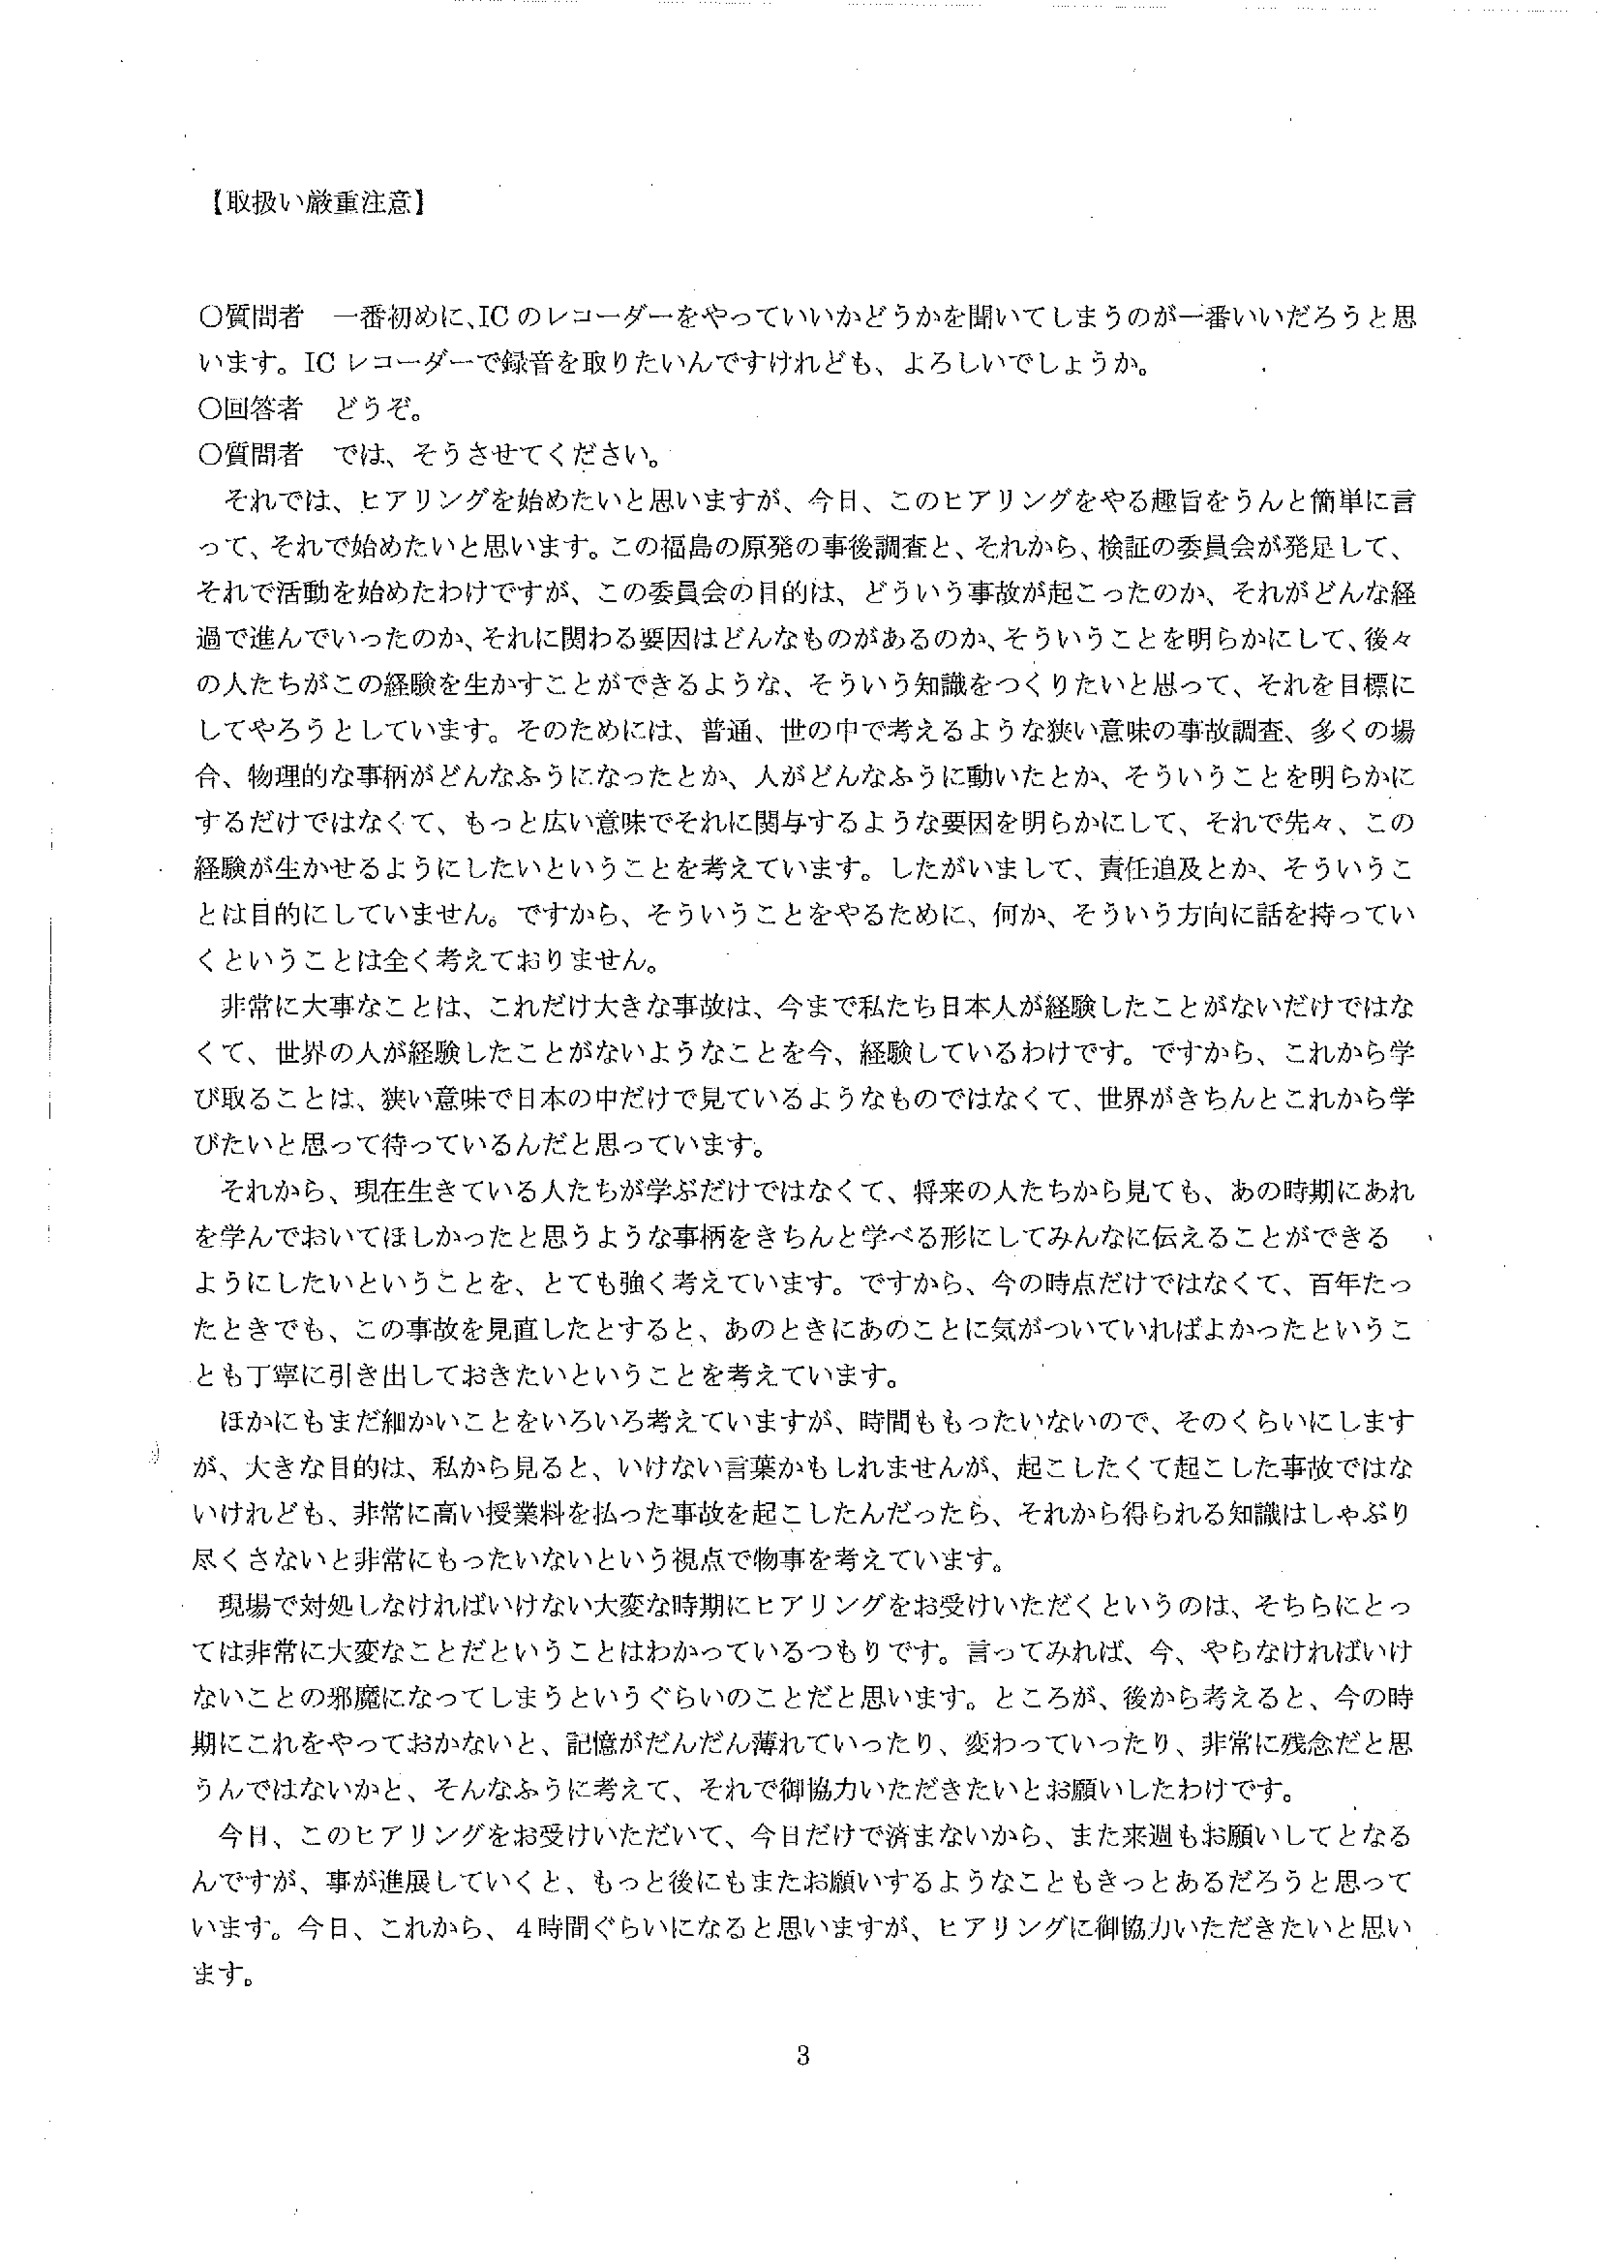 【取扱い厳重注意】
○質問者　一番初めに、ICのレコーダーをやっていいかどうかを聞いてしまうのが一番いいだろうと思
います。ICレコーダーで録音を取りたいんですけれども、よろしいでしょうか。
○回答者　どうぞ。
○質問者　では、そうさせてください。
それでは、ヒアリングを始めたいと思いますが、今日、このヒアリングをやる趣旨をうんと簡単に言
って、それで始めたいと思います。この福島の原発の事後調査と、それから、検証の委員会が発足して、
それで活動を始めたわけですが、この委員会の目的は、どういう事故が起こったのか、それがどんな経
過で進んでいったのか、それに関わる要因はどんなものがあるのか、そういうことを明らかにして、後々
の人たちがこの経験を生かすことができるような、そういう知識をつくりたいと思って、それを目標に
してやろうとしています。そのためには、普通、世の中で考えるような狭い意味の事故調査、多くの場
合、物理的な事柄がどんなふうになったとか、人がどんなふうに動いたとか、そういうことを明らかに
するだけではなくて、もっと広い意味でそれに関与するような要因を明らかにして、それで先々、この
経験が生かせるようにしたいということを考えています。したがいまして、責任追及とか、そういうこ
とは目的にしていません。ですから、そういうことをやるために、何か、そういう方向に話を持ってい
くということは全く考えておりません。
非常に大事なことは、これだけ大きな事故は、今まで私たち日本人が経験したことがないだけではな
くて、世界の人が経験したことがないようなことを今、経験しているわけです。ですから、これから学
び取ることは、狭い意味で日本の中だけで見ているようなものではなくて、世界がきちんとこれから学
びたいと思って待っているんだと思っています。
それから、現在生きている人たちが学ぶだけではなくて、将来の人たちから見ても、あの時期にあれ
を学んでおいてほしかったと思うような事柄をきちんと学べる形にしてみんなに伝えることができる
ようにしたいということを、とても強く考えています。ですから、今の時点だけではなくて、百年たっ
たときでも、この事故を見直したとすると、あのときにあのことに気がついていればよかったというこ
とも丁寧に引き出しておきたいということを考えています。
ほかにもまだ細かいことをいろいろ考えていますが、時間ももったいないので、そのくらいにします
が、大きな目的は、私から見ると、いけない言葉かもしれませんが、起こしたくて起こした事故ではな
いけれども、非常に高い授業料を払った事故を起こしたんだったら、それから得られる知識はしゃぶり
尽くさないと非常にもったいないという視点で物事を考えています。
現場で対処しなければいけない大変な時期にヒアリングをお受けいただくというのは、そちらにとっ
ては非常に大変なことだということはわかっているつもりです。言ってみれば、今、やらなければいけ
ないことの邪魔になってしまうというぐらいのことだと思います。ところが、後から考えると、今の時
期にこれをやっておかないと、記憶がだんだん薄れていったり、変わっていったり、非常に残念だと思
うんではないかと、そんなふうに考えて、それで御協力いただきたいとお願いしたわけです。
今日、このヒアリングをお受けいただいて、今日だけで済まないから、また来週もお願いしてとなる
んですが、事が進展していくと、もっと後にもまたお願いするようなこともきっとあるだろうと思って
います。今日、これから、4時間ぐらいになると思いますが、ヒアリングに御協力いただきたいと思い
ます。
3